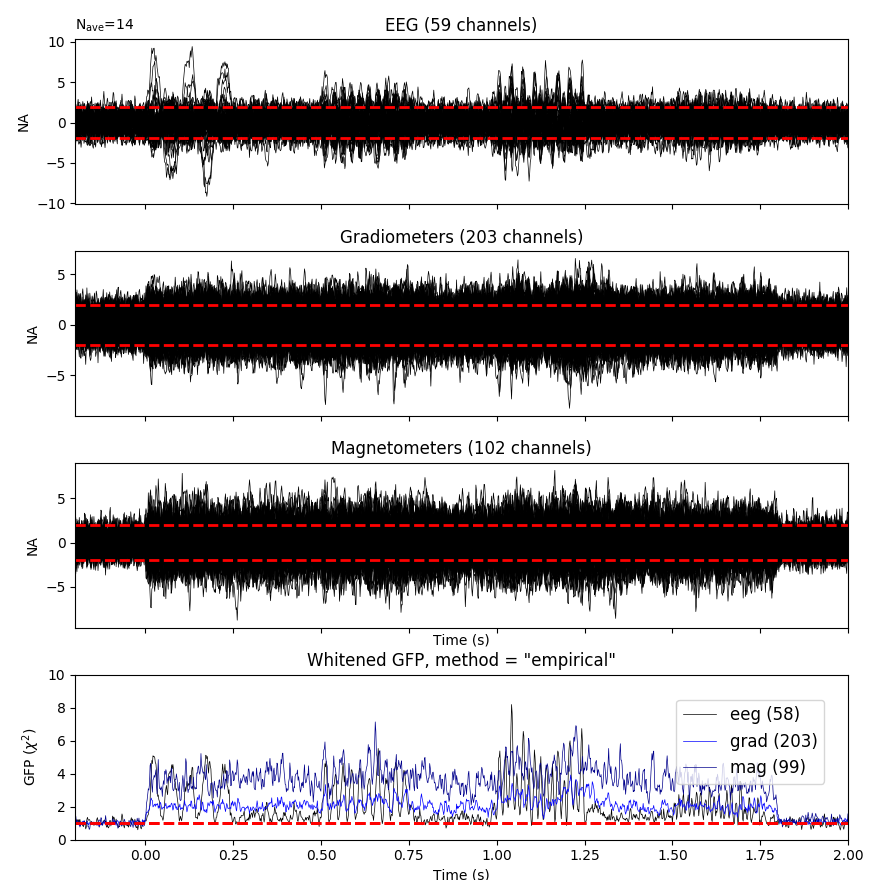 N_ave=14
EEG (59 channels)
10
5
0
−5
−10
NA
Gradiometers (203 channels)
5
0
−5
NA
Magnetometers (102 channels)
5
0
−5
NA
Time (s)
Whitened GFP, method = "empirical"
10
8
6
4
2
0
GFP (χ²)
eeg (58)
grad (203)
mag (99)
0.00 0.25 0.50 0.75 1.00 1.25 1.50 1.75 2.00
Time (s)